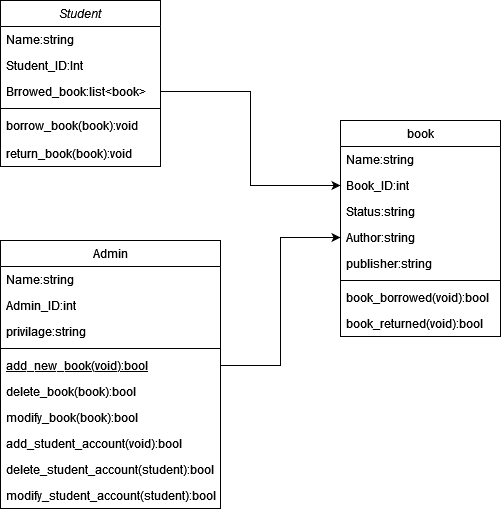 Student
Name:string
Student_ID:Int
Brrowed_book:list<book>
borrow_book(book):void
return_book(book):void
book
Name:string
Book_ID:int
Status:string
Author:string
publisher:string
book_borrowed(void):bool
book_returned(void):bool
Admin
Name:string
Admin_ID:int
privilage:string
add_new_book(void):bool
delete_book(book):bool
modify_book(book):bool
add_student_account(void):bool
delete_student_account(student):bool
modify_student_account(student):bool